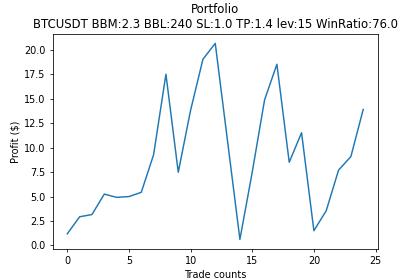 Portfolio
BTCUSDT BBM:2.3 BBL:240 SL:1.0 TP:1.4 lev:15 WinRatio:76.0
20.0
17.5
15.0
12.5
10.0
7.5
5.0
2.5
0.0
Profit ($)
0 5 10 15 20 25
Trade counts